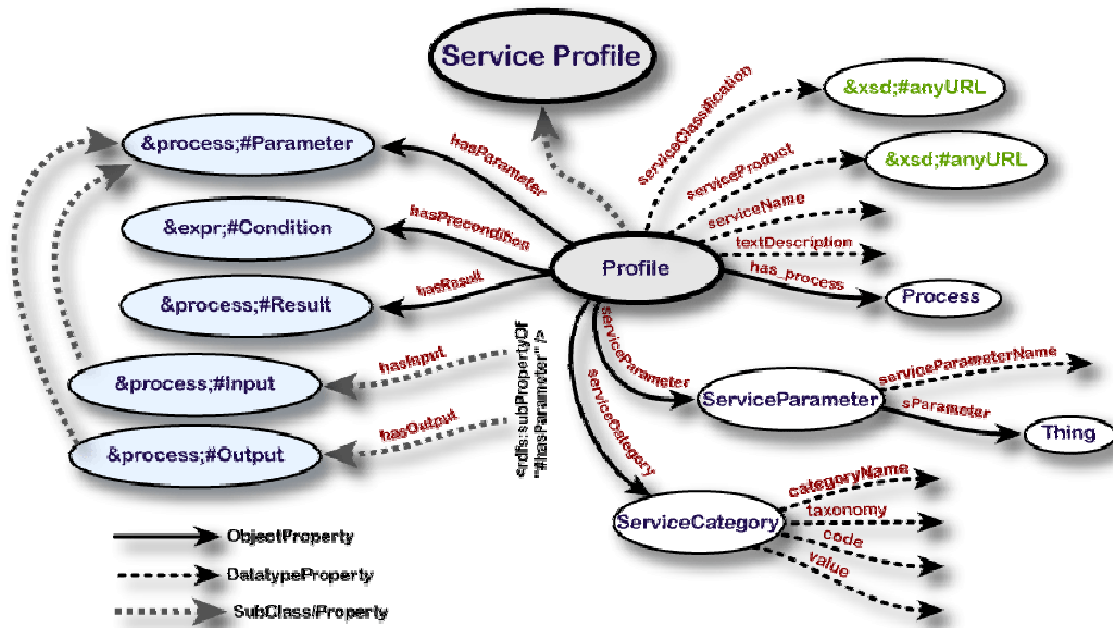 Service Profile
&xsd;#anyURL
serviceClassification
&process;#Parameter
hasParameter
serviceProduct
&xsd;#anyURL
&expr;#Condition
hasPrecondition
serviceName
textDescription
Profile
has_process
&process;#Result
hasResult
Process
<rdfs:subPropertyOf
"#hasParameter" />
serviceParameter
serviceCategory
hasInput
&process;#Input
serviceParameterName
ServiceParameter
sParameter
Thing
hasOutput
&process;#Output
categoryName
ServiceCategory
taxonomy
code
value
ObjectProperty
DatatypeProperty
SubClass/Property